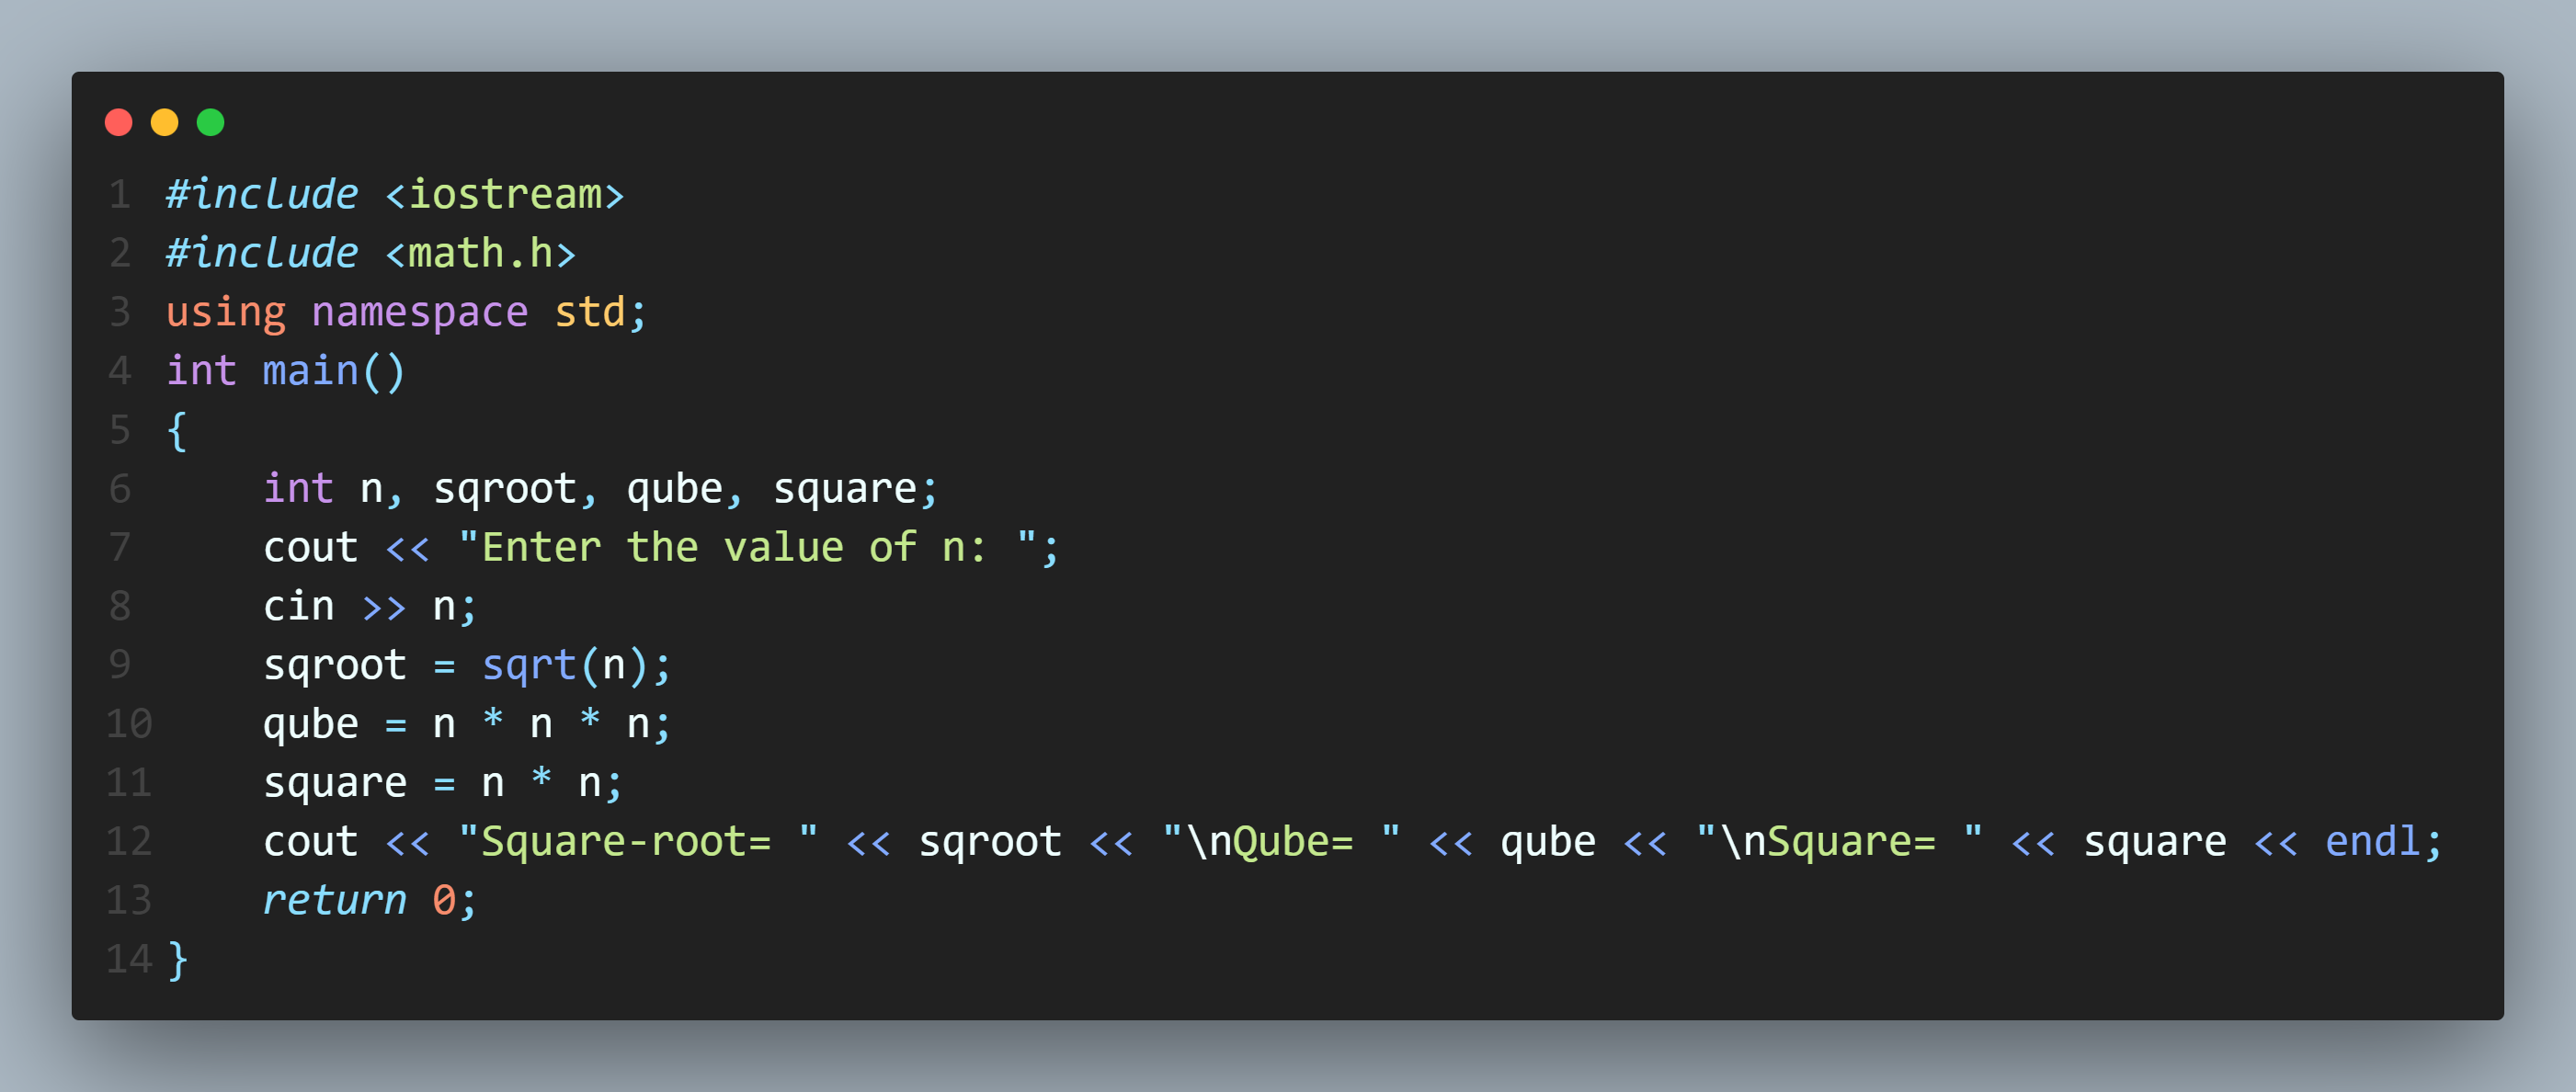 1 #include <iostream>
2 #include <math.h>
3 using namespace std;
4 int main()
5 {
6     int n, sqroot, qube, square;
7     cout << "Enter the value of n: ";
8     cin >> n;
9     sqroot = sqrt(n);
10     qube = n * n * n;
11     square = n * n;
12     cout << "Square-root= " << sqroot << "\nQube= " << qube << "\nSquare= " << square << endl;
13     return 0;
14 }